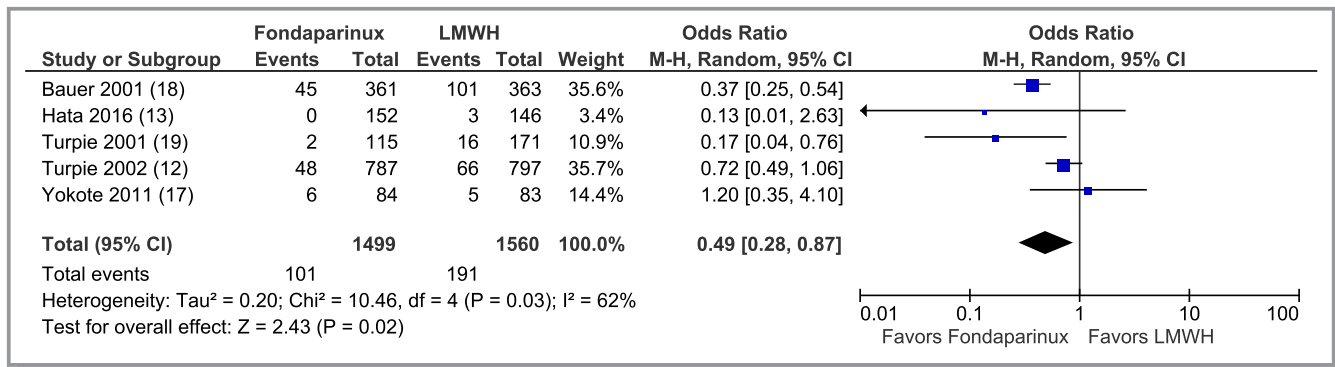 Fondaparinux LMWH Odds Ratio Odds Ratio
Study or Subgroup Events Total Events Total Weight M-H, Random, 95% CI M-H, Random, 95% CI
Bauer 2001 (18) 45 361 101 363 35.6% 0.37 [0.25, 0.54]
Hata 2016 (13) 0 152 3 146 3.4% 0.13 [0.01, 2.63]
Turpie 2001 (19) 2 115 16 171 10.9% 0.17 [0.04, 0.76]
Turpie 2002 (12) 48 787 66 797 35.7% 0.72 [0.49, 1.06]
Yokote 2011 (17) 6 84 5 83 14.4% 1.20 [0.35, 4.10]
Total (95% CI) 1499 1560 100.0% 0.49 [0.28, 0.87]
Total events 101 191
Heterogeneity: Tau² = 0.20; Chi² = 10.46, df = 4 (P = 0.03); I² = 62%
Test for overall effect: Z = 2.43 (P = 0.02)
0.01 0.1 1 10 100
Favors Fondaparinux Favors LMWH